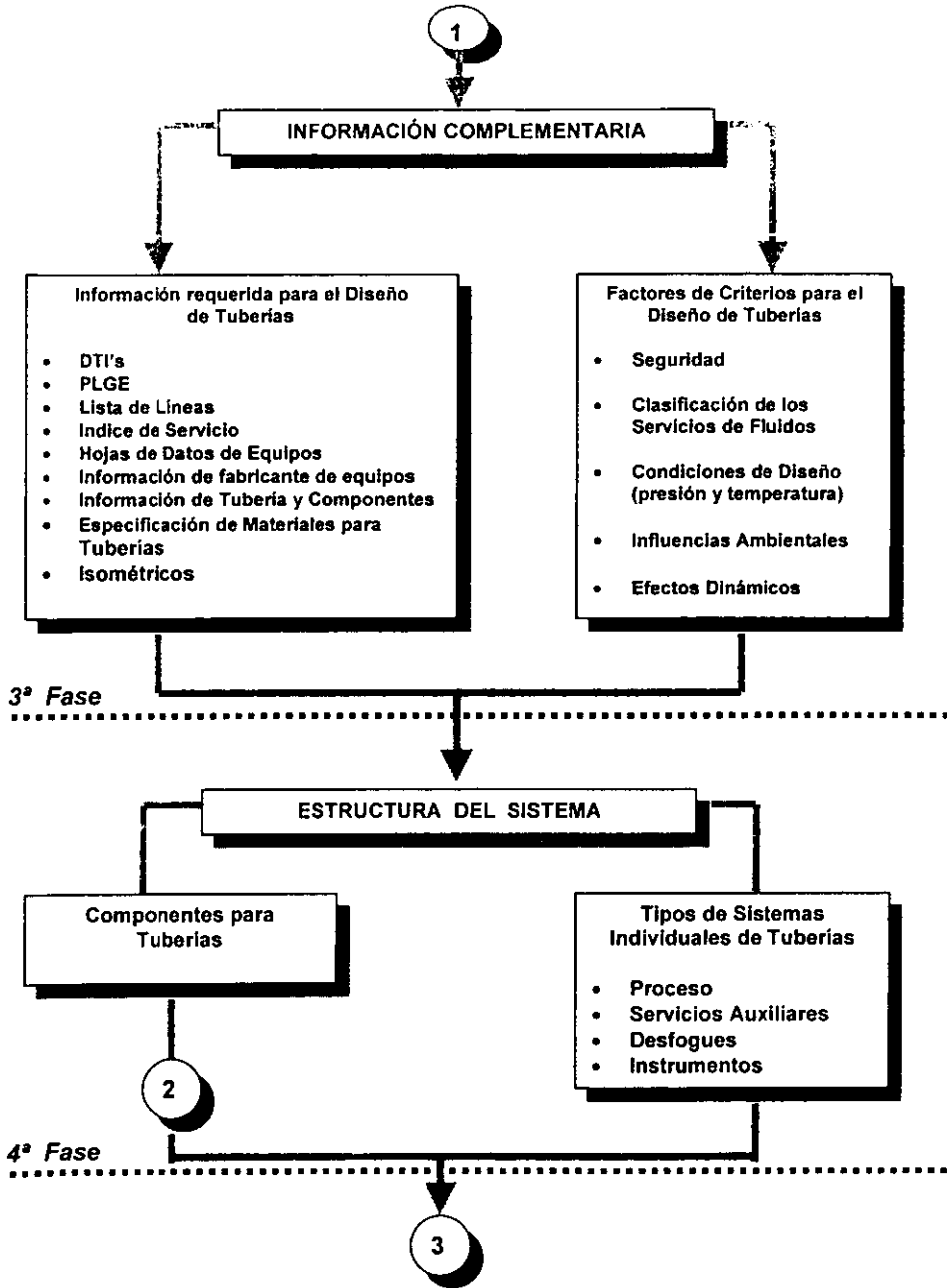 1
INFORMACIÓN COMPLEMENTARIA
Información requerida para el Diseño
de Tuberías
• DTI's
• PLGE
• Lista de Líneas
• Indice de Servicio
• Hojas de Datos de Equipos
• Información de fabricante de equipos
• Información de Tubería y Componentes
• Especificación de Materiales para
Tuberías
• Isométricos
Factores de Criterios para el
Diseño de Tuberías
• Seguridad
• Clasificación de los
Servicios de Fluidos
• Condiciones de Diseño
(presión y temperatura)
• Influencias Ambientales
• Efectos Dinámicos
3ª Fase
ESTRUCTURA DEL SISTEMA
Componentes para
Tuberías
Tipos de Sistemas
Individuales de Tuberías
• Proceso
• Servicios Auxiliares
• Desfogues
• Instrumentos
2
4ª Fase
3